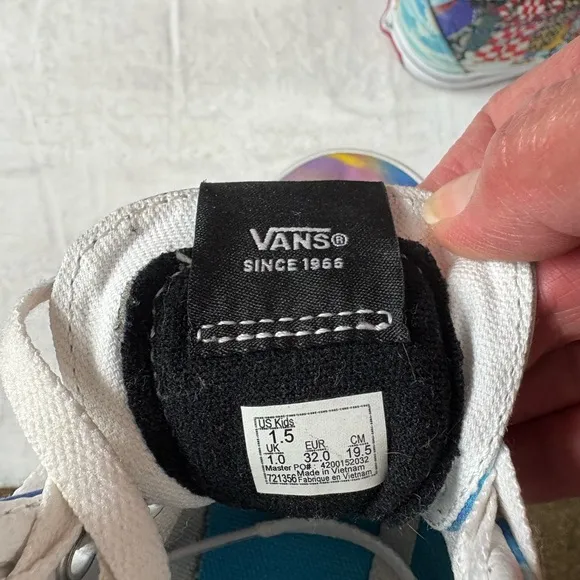 VANS®
SINCE 1966
US Kids
1.5
UK EUR CM
1.0 32.0 19.5
Master PO# : 4200152032
Made in Vietnam
721356 Fabrique en Vietnam